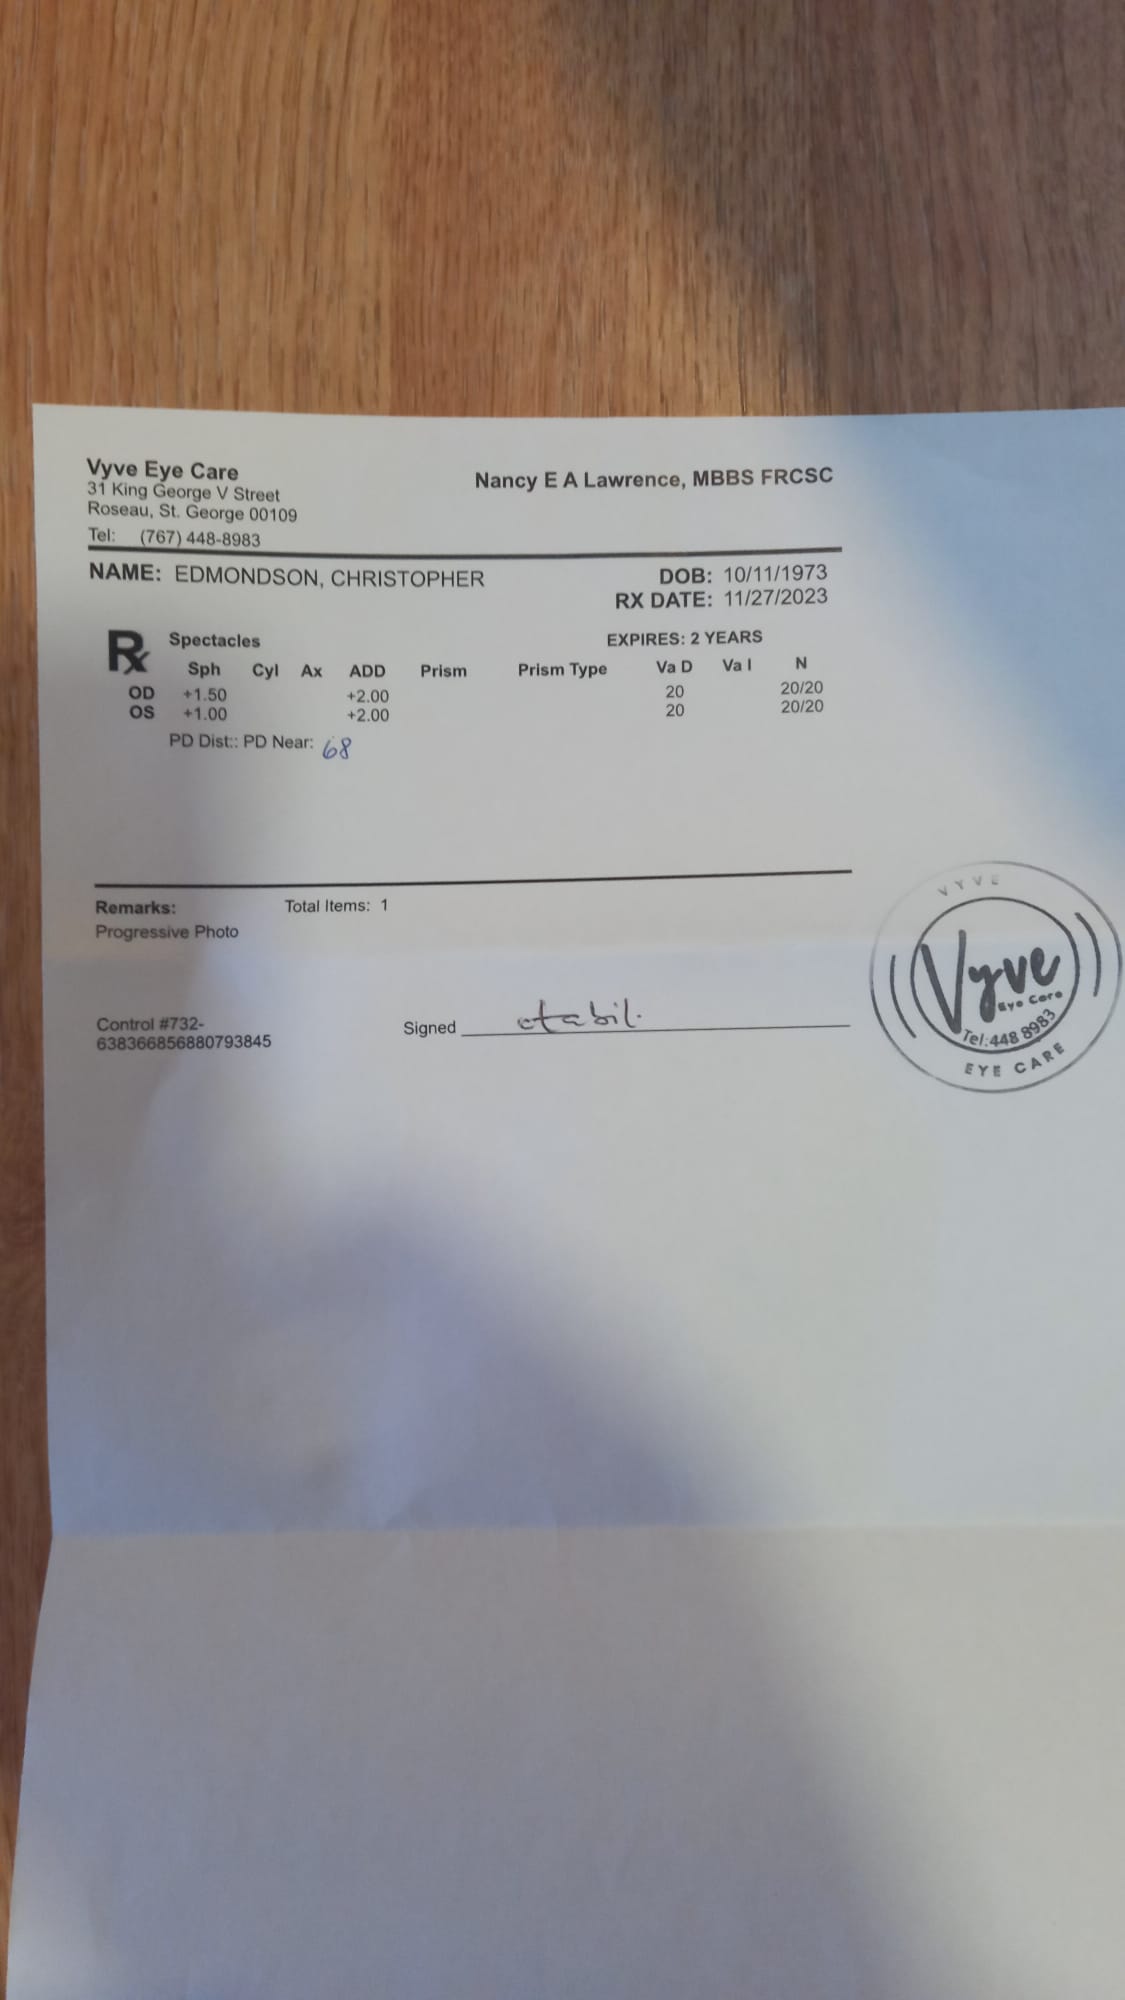 Vyve Eye Care
31 King George V Street
Roseau, St. George 00109
Tel: (767) 448-8983
Nancy E A Lawrence, MBBS FRCSC
NAME: EDMONDSON, CHRISTOPHER
DOB: 10/11/1973
RX DATE: 11/27/2023
Rx Spectacles
EXPIRES: 2 YEARS
Sph Cyl Ax ADD Prism Prism Type Va D Va I N
OD +1.50 +2.00 20 20/20
OS +1.00 +2.00 20 20/20
PD Dist:: PD Near: 68
Remarks: Total Items: 1
Progressive Photo
Control #732-
638366856880793845
Signed
VYVE
Vyve
Eye Care
Tel:448 8983
EYE CARE